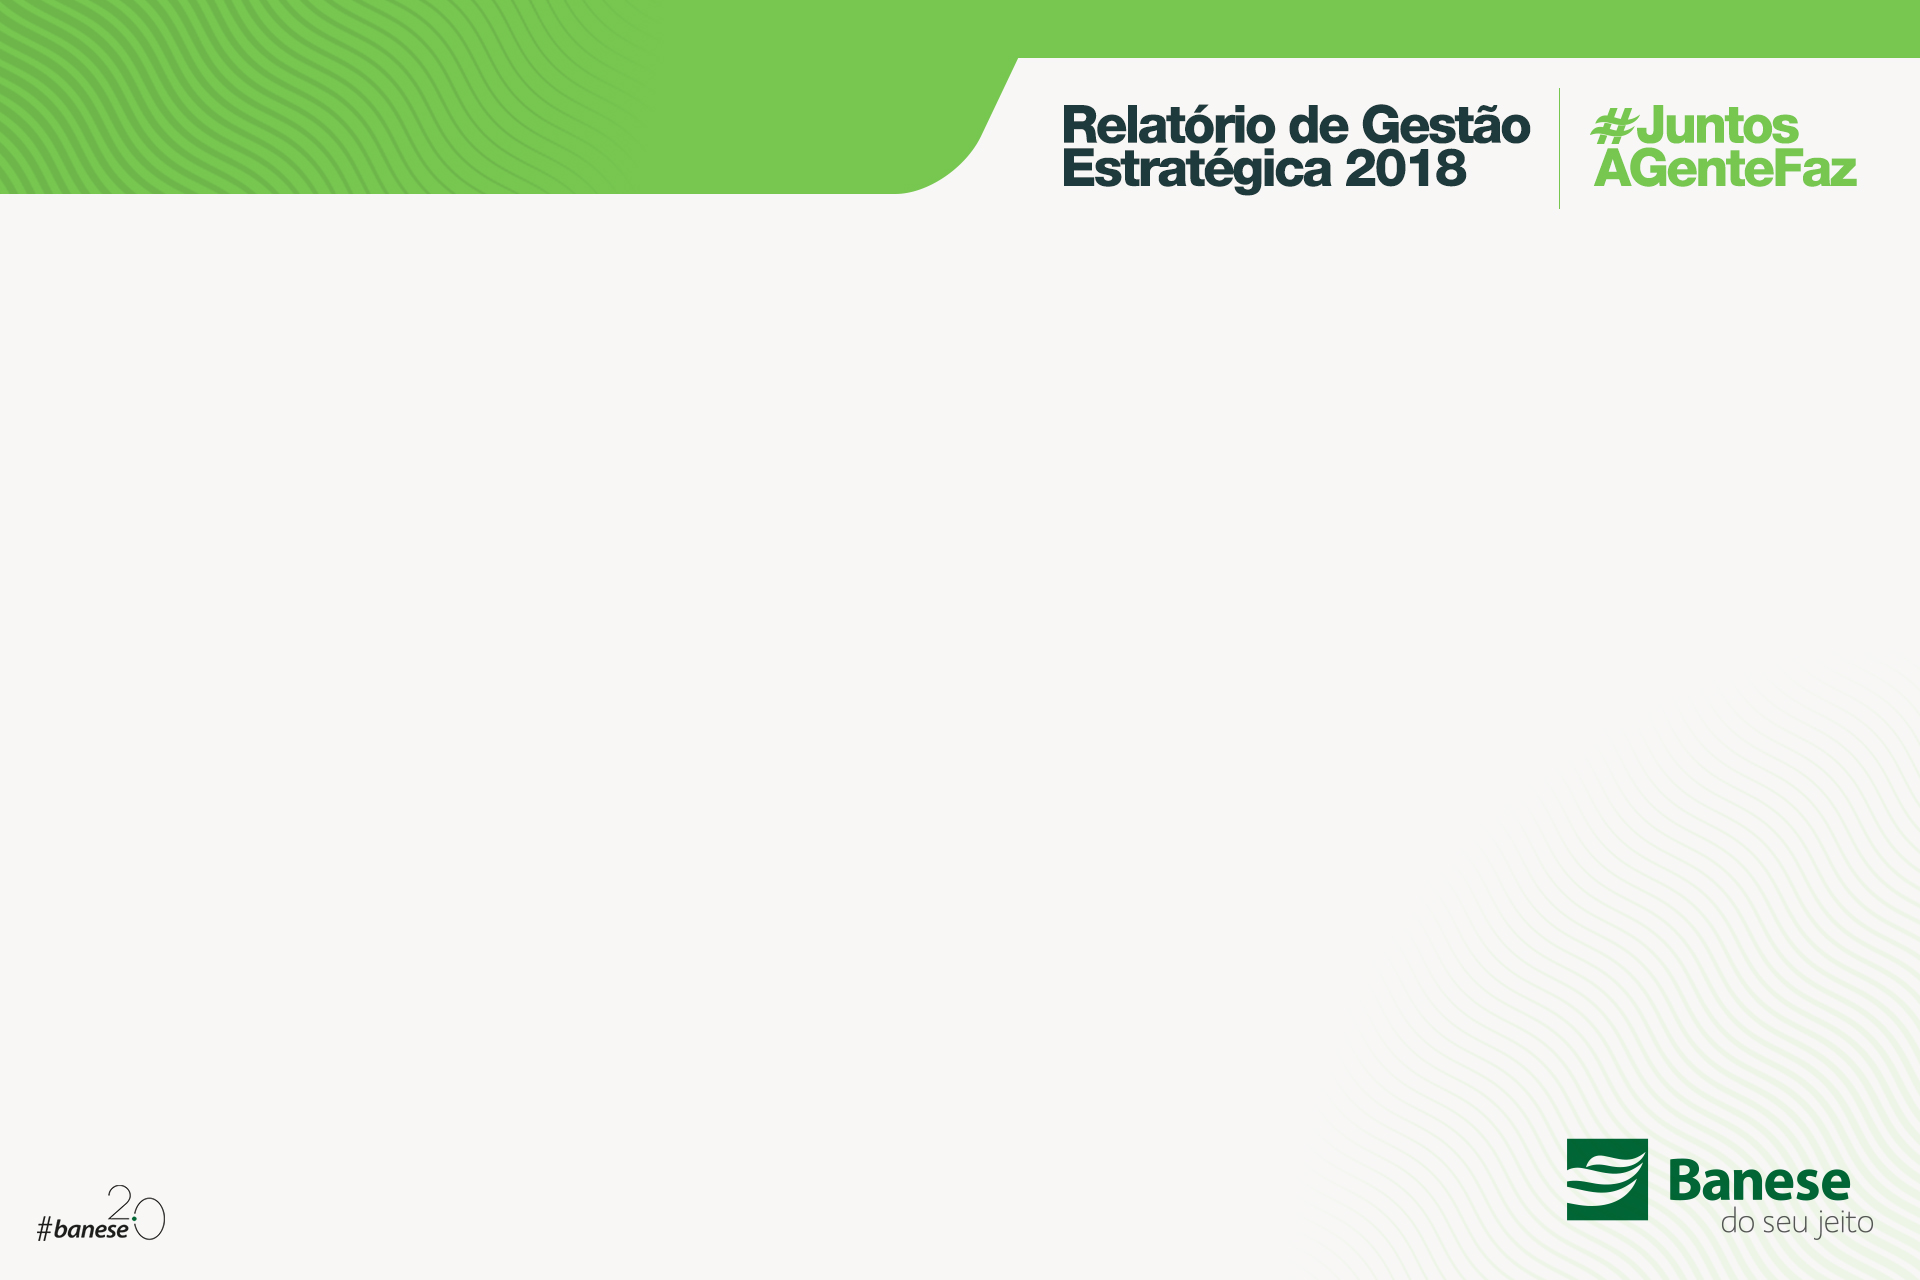 Relatório de Gestão
Estratégica 2018
#Juntos
AGenteFaz
#banese 2.0
Banese
do seu jeito